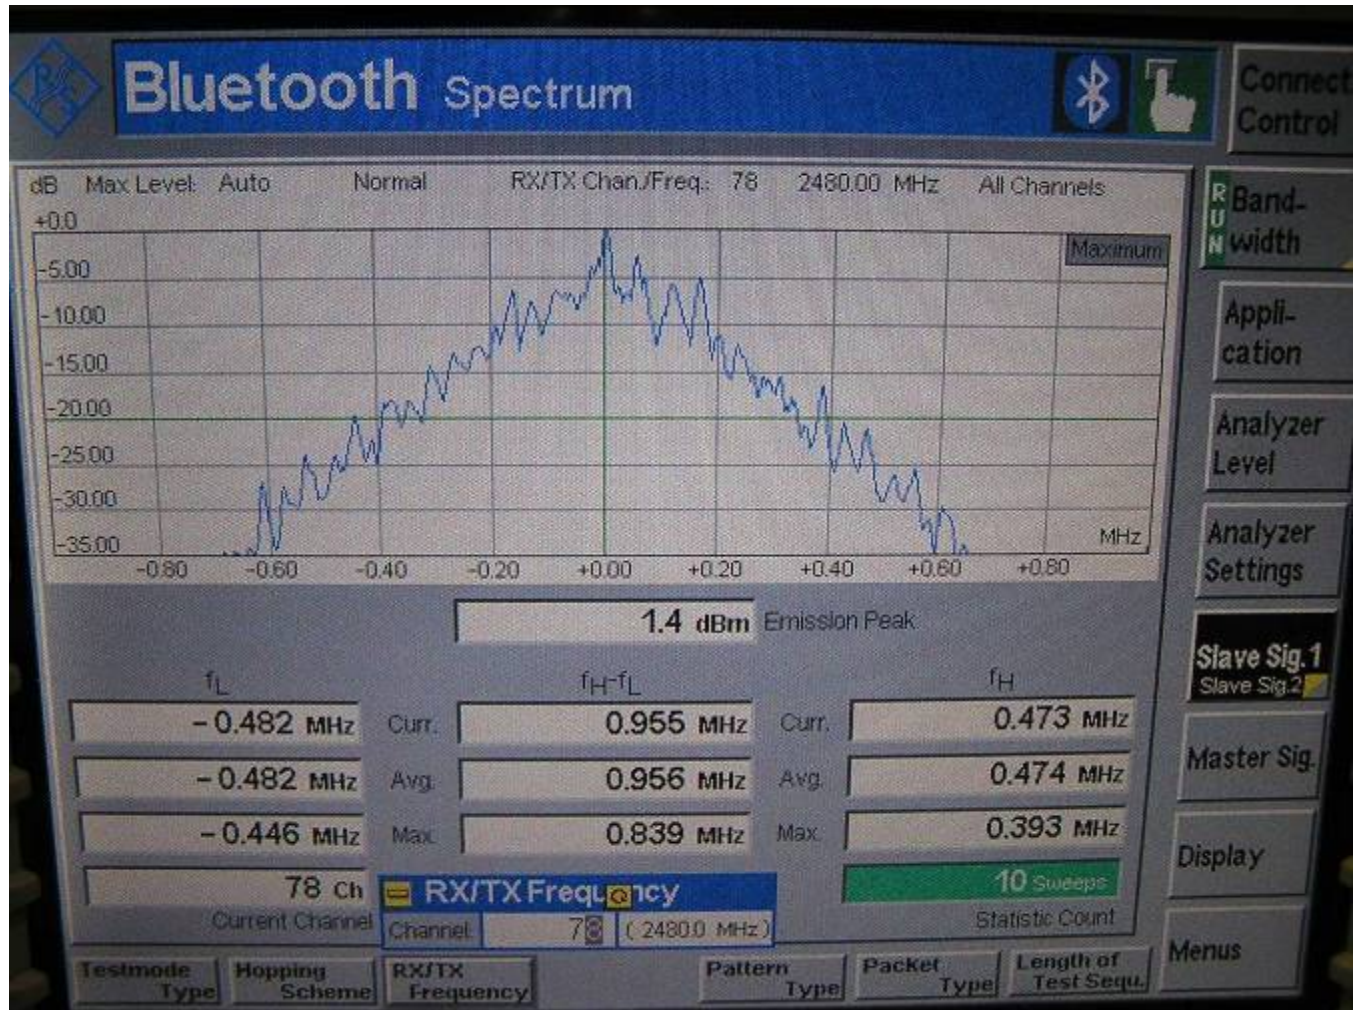 Bluetooth Spectrum
Connect
Control
dB Max Level: Auto Normal RX/TX Chan./Freq.: 78 2480.00 MHz All Channels
+0.0
Maximum
-5.00
-10.00
-15.00
-20.00
-25.00
-30.00
-35.00
MHz
-0.80 -0.60 -0.40 -0.20 +0.00 +0.20 +0.40 +0.60 +0.80
RUN
Band-
width
Appli-
cation
Analyzer
Level
Analyzer
Settings
Slave Sig.1
Slave Sig.2
Master Sig.
Display
Menus
1.4 dBm Emission Peak
fL fH-fL fH
-0.482 MHz Curr. 0.955 MHz Curr. 0.473 MHz
-0.482 MHz Avg. 0.956 MHz Avg. 0.474 MHz
-0.446 MHz Max. 0.839 MHz Max. 0.393 MHz
78 Ch
Current Channel
RX/TX Frequency
Channel: 78 ( 2480.0 MHz )
10 Sweeps
Statistic Count
Testmode
Type
Hopping
Scheme
RX/TX
Frequency
Pattern
Type
Packet
Type
Length of
Test Sequ.